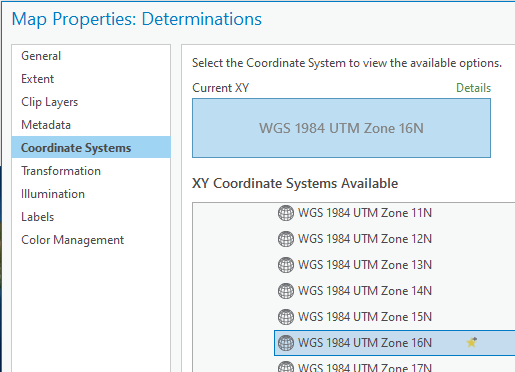 Map Properties: Determinations
General
Extent
Clip Layers
Metadata
Coordinate Systems
Transformation
Illumination
Labels
Color Management
Select the Coordinate System to view the available options.
Current XY
Details
WGS 1984 UTM Zone 16N
XY Coordinate Systems Available
WGS 1984 UTM Zone 11N
WGS 1984 UTM Zone 12N
WGS 1984 UTM Zone 13N
WGS 1984 UTM Zone 14N
WGS 1984 UTM Zone 15N
WGS 1984 UTM Zone 16N
WGS 1984 UTM Zone 17N